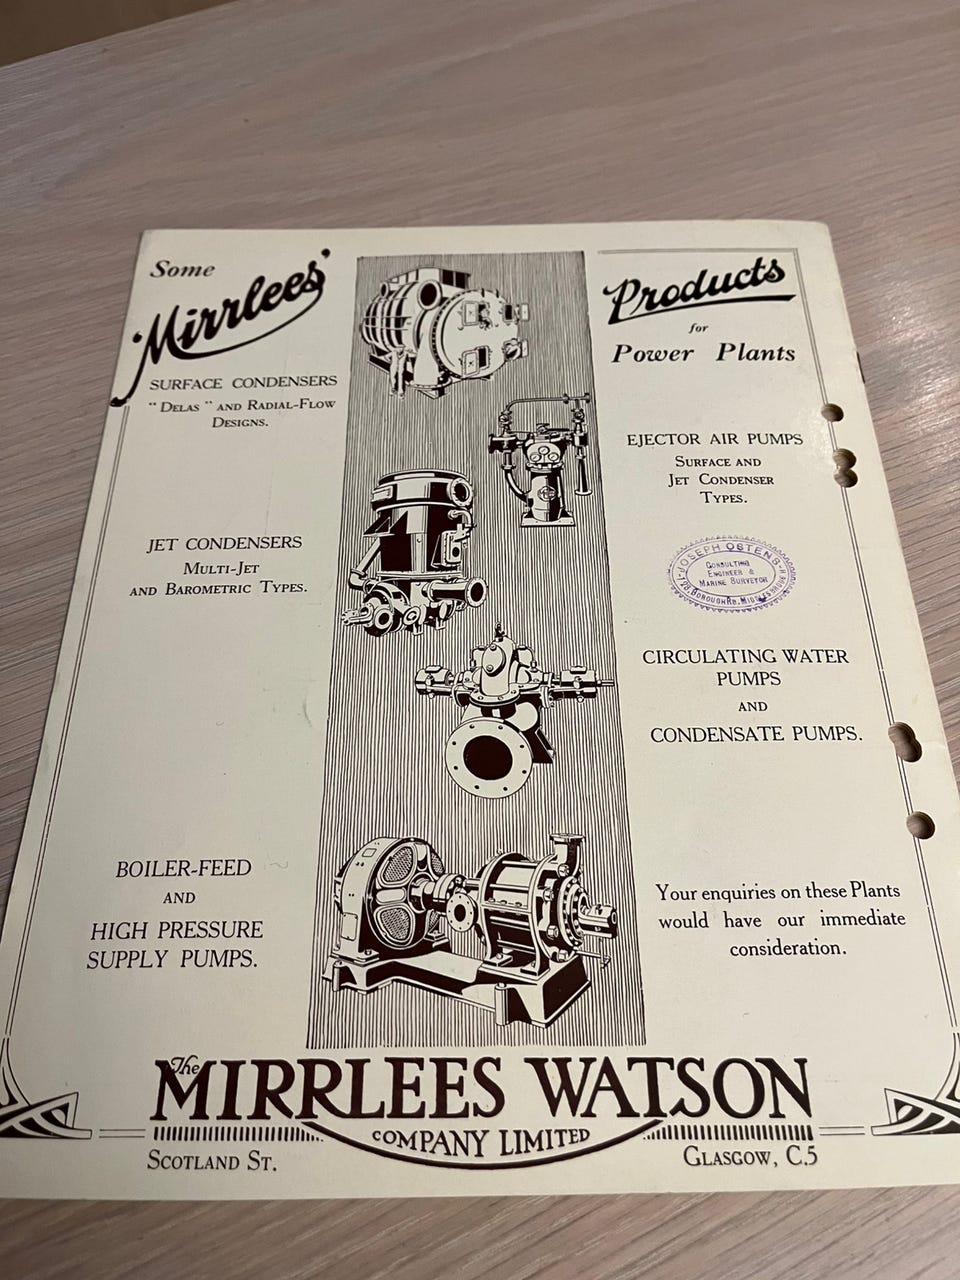 Some
Mirrlees'
SURFACE CONDENSERS
"DELAS" AND RADIAL-FLOW
DESIGNS.
JET CONDENSERS
MULTI-JET
AND BAROMETRIC TYPES.
BOILER-FEED
AND
HIGH PRESSURE
SUPPLY PUMPS.
Products
for
Power Plants
EJECTOR AIR PUMPS
SURFACE AND
JET CONDENSER
TYPES.
JOSEPH OSTENS
CONSULTING
ENGINEER &
MARINE SURVEYOR
BOROUGH RD. MIDDLESBROUGH
CIRCULATING WATER
PUMPS
AND
CONDENSATE PUMPS.
Your enquiries on these Plants
would have our immediate
consideration.
The
MIRRLEES WATSON
COMPANY LIMITED
SCOTLAND ST.
GLASGOW, C.5